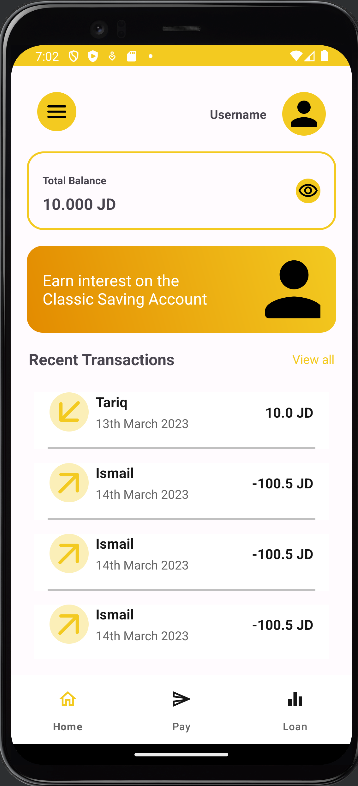 7:02
Username
Total Balance
10.000 JD
Earn interest on the
Classic Saving Account
Recent Transactions
View all
Tariq
10.0 JD
13th March 2023
Ismail
-100.5 JD
14th March 2023
Ismail
-100.5 JD
14th March 2023
Ismail
-100.5 JD
14th March 2023
Home
Pay
Loan